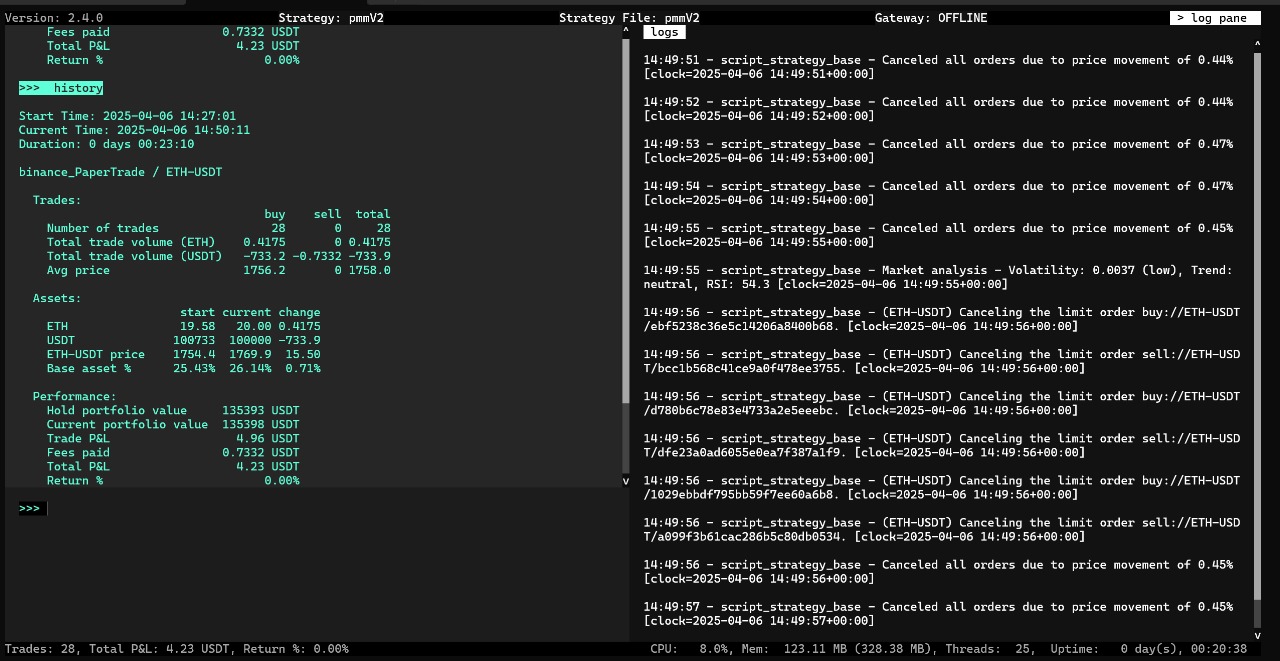 Version: 2.4.0 Strategy: pmmV2 Strategy File: pmmV2 Gateway: OFFLINE > log pane
Fees paid 0.7332 USDT
Total P&L 4.23 USDT
Return % 0.00%
>>> history
Start Time: 2025-04-06 14:27:01
Current Time: 2025-04-06 14:50:11
Duration: 0 days 00:23:10
binance_PaperTrade / ETH-USDT
Trades:
buy sell total
Number of trades 28 0 28
Total trade volume (ETH) 0.4175 0 0.4175
Total trade volume (USDT) -733.2 -0.7332 -733.9
Avg price 1756.2 0 1758.0
Assets:
start current change
ETH 19.58 20.00 0.4175
USDT 100733 100000 -733.9
ETH-USDT price 1754.4 1769.9 15.50
Base asset % 25.43% 26.14% 0.71%
Performance:
Hold portfolio value 135393 USDT
Current portfolio value 135398 USDT
Trade P&L 4.96 USDT
Fees paid 0.7332 USDT
Total P&L 4.23 USDT
Return % 0.00%
>>>
logs
14:49:51 - script_strategy_base - Canceled all orders due to price movement of 0.44%
[clock=2025-04-06 14:49:51+00:00]
14:49:52 - script_strategy_base - Canceled all orders due to price movement of 0.44%
[clock=2025-04-06 14:49:52+00:00]
14:49:53 - script_strategy_base - Canceled all orders due to price movement of 0.47%
[clock=2025-04-06 14:49:53+00:00]
14:49:54 - script_strategy_base - Canceled all orders due to price movement of 0.47%
[clock=2025-04-06 14:49:54+00:00]
14:49:55 - script_strategy_base - Canceled all orders due to price movement of 0.45%
[clock=2025-04-06 14:49:55+00:00]
14:49:55 - script_strategy_base - Market analysis - Volatility: 0.0037 (low), Trend:
neutral, RSI: 54.3 [clock=2025-04-06 14:49:55+00:00]
14:49:56 - script_strategy_base - (ETH-USDT) Canceling the limit order buy://ETH-USDT
/ebf5238c36e5c14206a8400b68. [clock=2025-04-06 14:49:56+00:00]
14:49:56 - script_strategy_base - (ETH-USDT) Canceling the limit order sell://ETH-USD
T/bcc1b568c41ce9a0f478ee3755. [clock=2025-04-06 14:49:56+00:00]
14:49:56 - script_strategy_base - (ETH-USDT) Canceling the limit order buy://ETH-USDT
/d780b6c78e83e4733a2e5eeebc. [clock=2025-04-06 14:49:56+00:00]
14:49:56 - script_strategy_base - (ETH-USDT) Canceling the limit order sell://ETH-USD
T/dfe23a0ad6055e0ea7f387a1f9. [clock=2025-04-06 14:49:56+00:00]
14:49:56 - script_strategy_base - (ETH-USDT) Canceling the limit order buy://ETH-USDT
/1029ebbdf795bb59f7ee60a6b8. [clock=2025-04-06 14:49:56+00:00]
14:49:56 - script_strategy_base - (ETH-USDT) Canceling the limit order sell://ETH-USD
T/a099f3b61cac286b5c80db0534. [clock=2025-04-06 14:49:56+00:00]
14:49:56 - script_strategy_base - Canceled all orders due to price movement of 0.45%
[clock=2025-04-06 14:49:56+00:00]
14:49:57 - script_strategy_base - Canceled all orders due to price movement of 0.45%
[clock=2025-04-06 14:49:57+00:00]
Trades: 28, Total P&L: 4.23 USDT, Return %: 0.00% CPU: 8.0%, Mem: 123.11 MB (328.38 MB), Threads: 25, Uptime: 0 day(s), 00:20:38